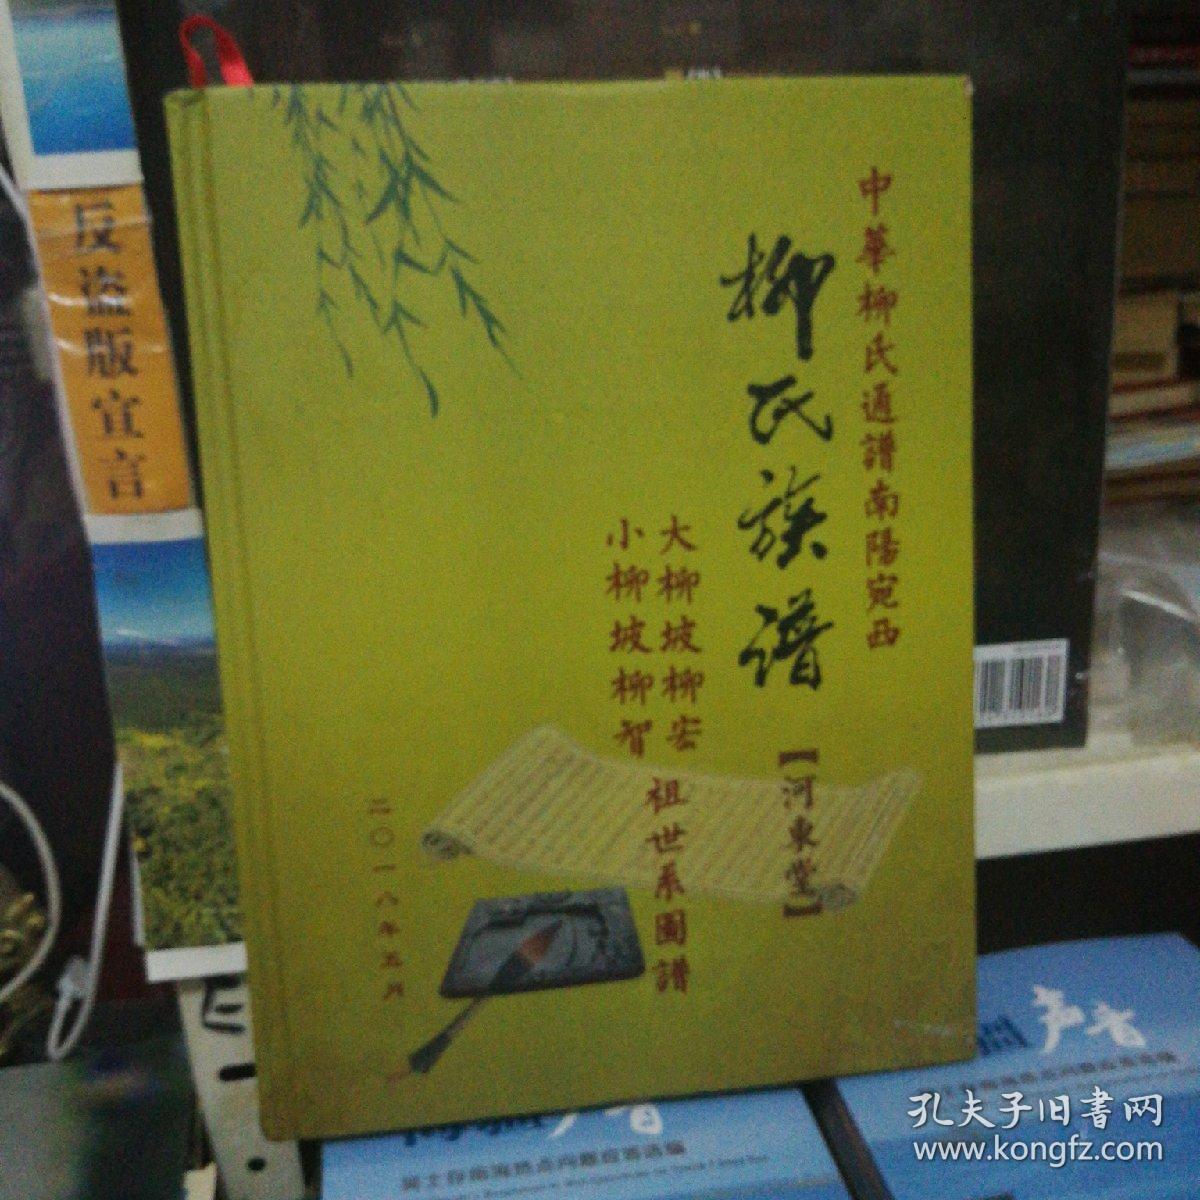 中華柳氏通譜南陽宛西
柳氏族譜
【河東堂】
大柳坡柳宏
小柳坡柳智
祖世系圖譜
二〇一八年五月
反盗版宣言
声音
孔夫子旧书网
www.kongfz.com